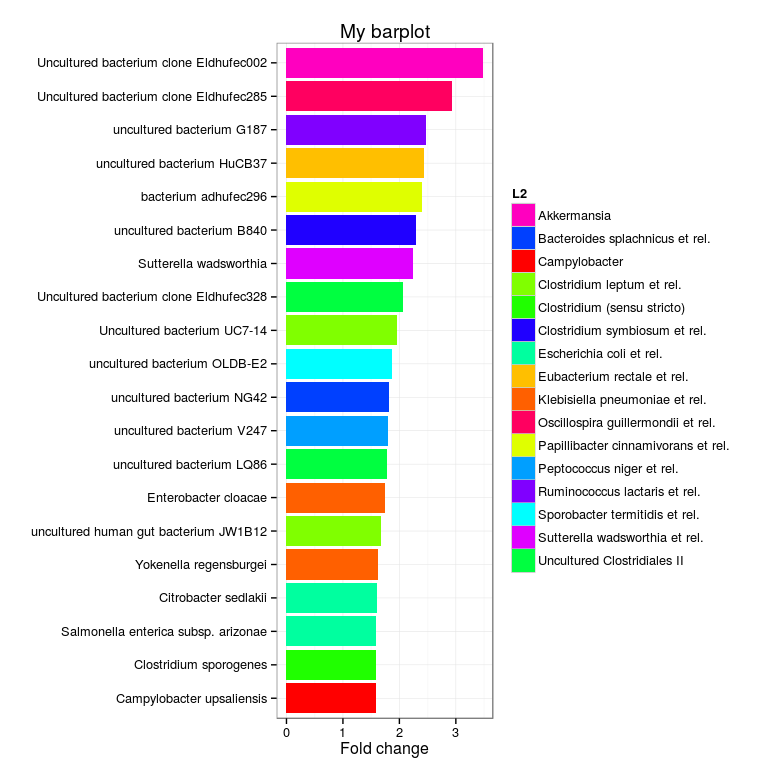 My barplot
Uncultured bacterium clone Eldhufec002
Uncultured bacterium clone Eldhufec285
uncultured bacterium G187
uncultured bacterium HuCB37
bacterium adhufec296
uncultured bacterium B840
Sutterella wadsworthia
Uncultured bacterium clone Eldhufec328
Uncultured bacterium UC7-14
uncultured bacterium OLDB-E2
uncultured bacterium NG42
uncultured bacterium V247
uncultured bacterium LQ86
Enterobacter cloacae
uncultured human gut bacterium JW1B12
Yokenella regensburgei
Citrobacter sedlakii
Salmonella enterica subsp. arizonae
Clostridium sporogenes
Campylobacter upsaliensis
0 1 2 3
Fold change
L2
Akkermansia
Bacteroides splachnicus et rel.
Campylobacter
Clostridium leptum et rel.
Clostridium (sensu stricto)
Clostridium symbiosum et rel.
Escherichia coli et rel.
Eubacterium rectale et rel.
Klebisiella pneumoniae et rel.
Oscillospira guillermondii et rel.
Papillibacter cinnamivorans et rel.
Peptococcus niger et rel.
Ruminococcus lactaris et rel.
Sporobacter termitidis et rel.
Sutterella wadsworthia et rel.
Uncultured Clostridiales II